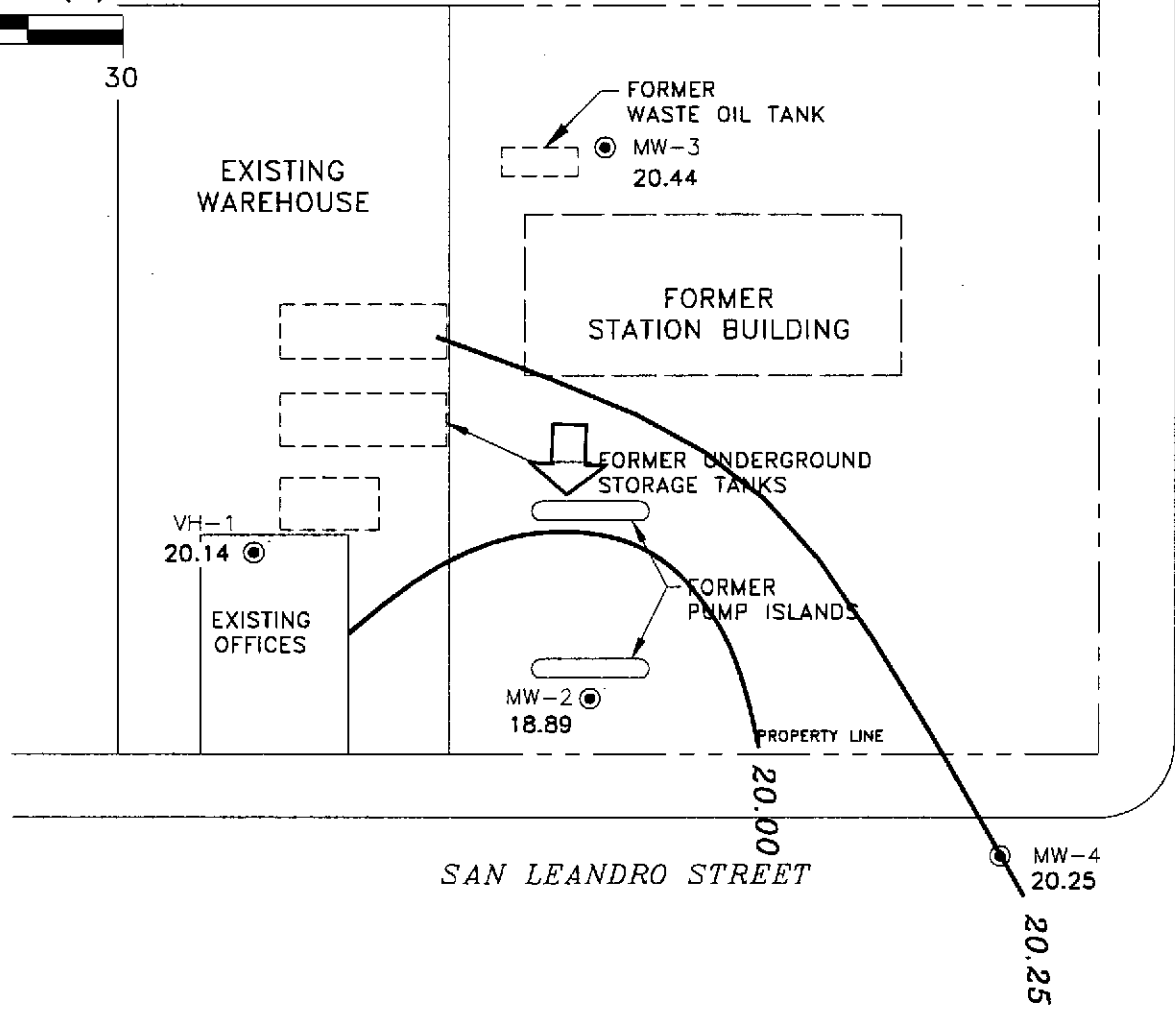 30
FORMER
WASTE OIL TANK
MW-3
20.44
EXISTING
WAREHOUSE
FORMER
STATION BUILDING
FORMER UNDERGROUND
STORAGE TANKS
VH-1
20.14
FORMER
PUMP ISLANDS
EXISTING
OFFICES
MW-2
18.89
PROPERTY LINE
20.00
MW-4
20.25
SAN LEANDRO STREET
20.25